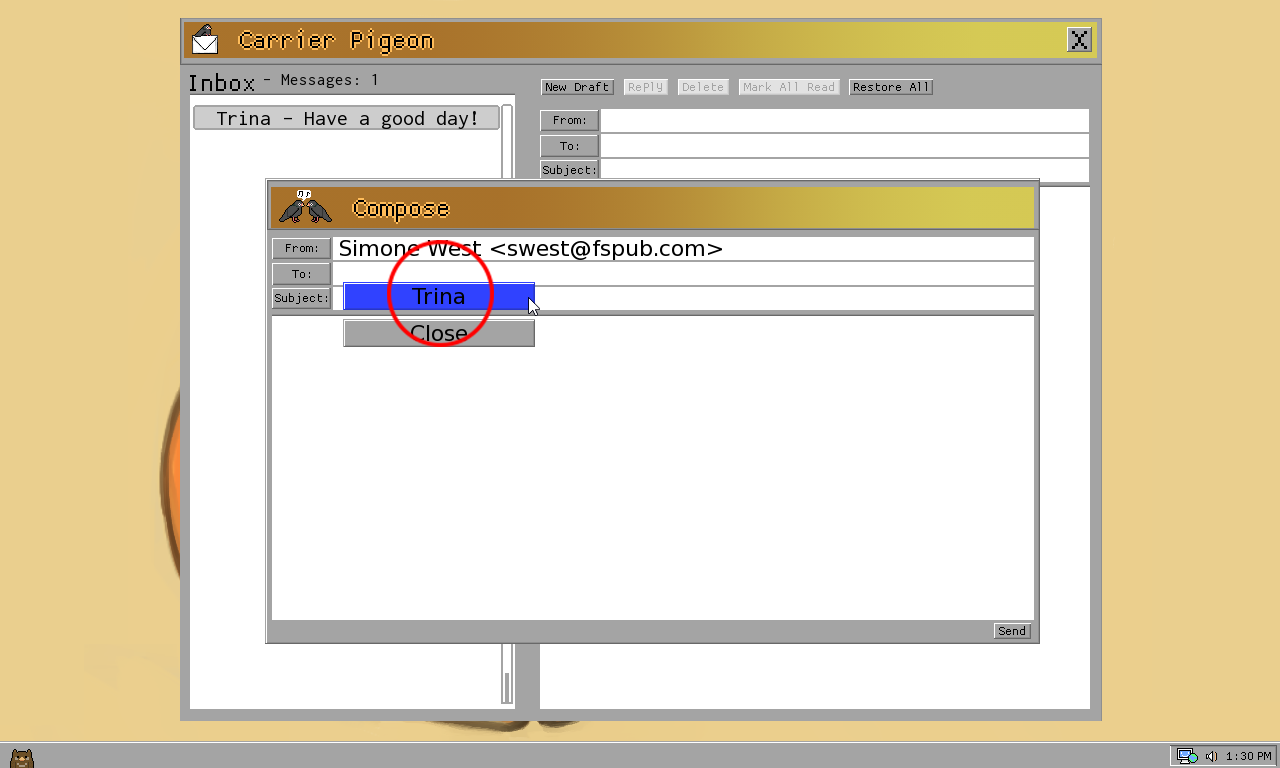 Carrier Pigeon
X
Inbox - Messages: 1
New Draft
Reply
Delete
Mark All Read
Restore All
Trina - Have a good day!
From:
To:
Subject:
Compose
From: Simone West <swest@fspub.com>
To:
Subject:
Trina
Close
Send
1:30 PM